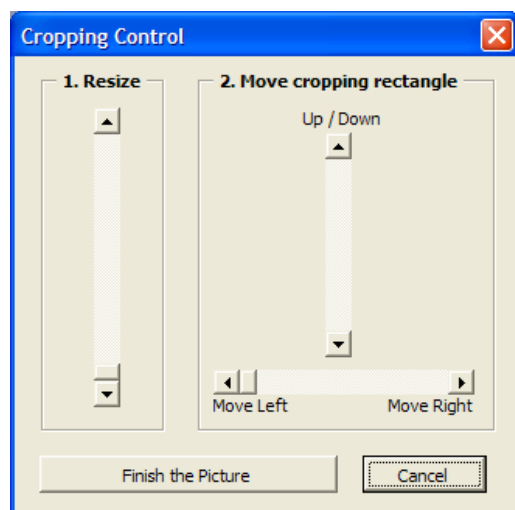 Cropping Control
1. Resize
2. Move cropping rectangle
Up / Down
Move Left
Move Right
Finish the Picture
Cancel